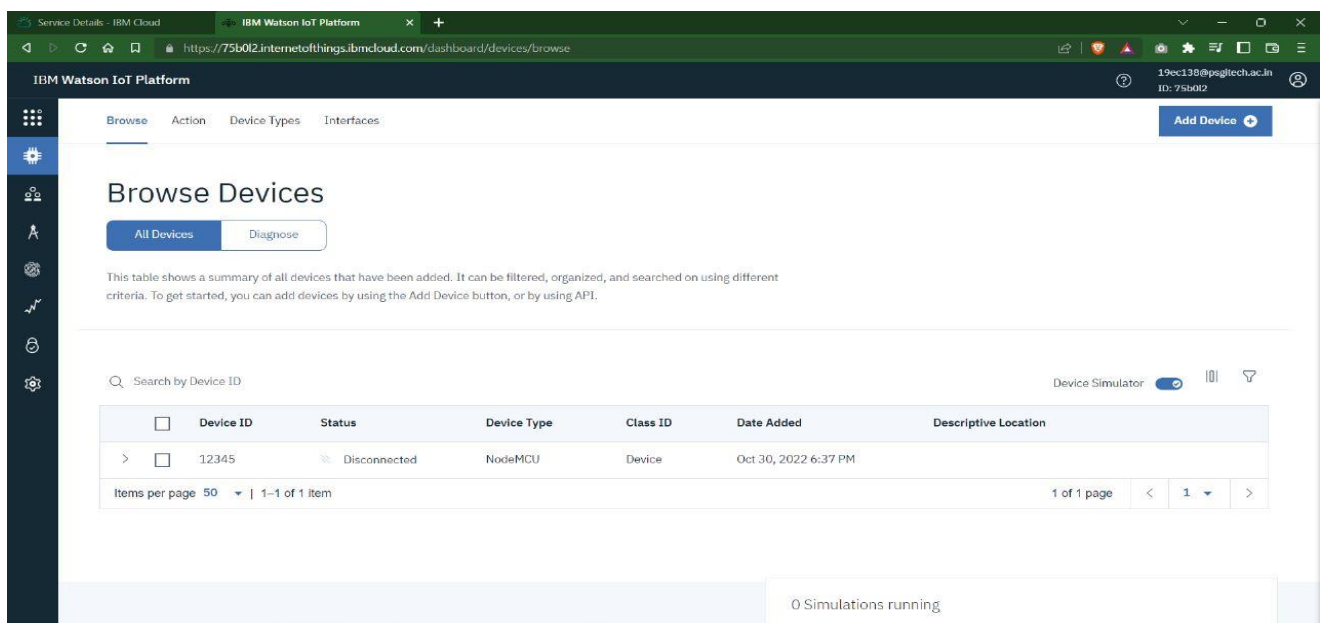 Service Details - IBM Cloud
IBM Watson IoT Platform
https://75b0l2.internetofthings.ibmcloud.com/dashboard/devices/browse
IBM Watson IoT Platform
19ec138@psgitech.ac.in
ID: 75b0l2
Browse Action Device Types Interfaces
Add Device
Browse Devices
All Devices Diagnose
This table shows a summary of all devices that have been added. It can be filtered, organized, and searched on using different
criteria. To get started, you can add devices by using the Add Device button, or by using API.
Search by Device ID
Device Simulator
Device ID Status Device Type Class ID Date Added Descriptive Location
12345 Disconnected NodeMCU Device Oct 30, 2022 6:37 PM
Items per page 50 | 1–1 of 1 item
1 of 1 page 1
0 Simulations running